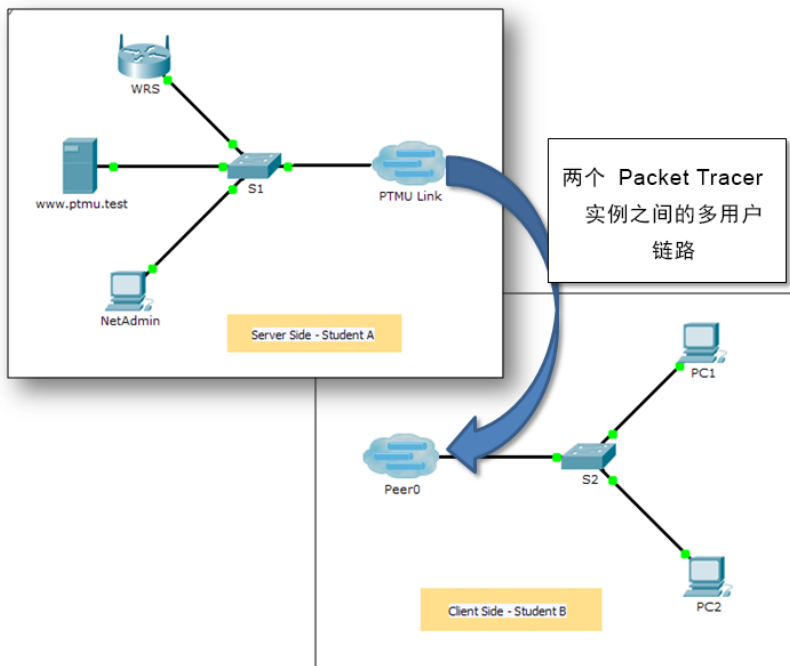 WRS
www.ptmu.test
S1
PTMU Link
NetAdmin
Server Side - Student A
两个 Packet Tracer
实例之间的多用户
链路
PC1
Peer0
S2
PC2
Client Side - Student B